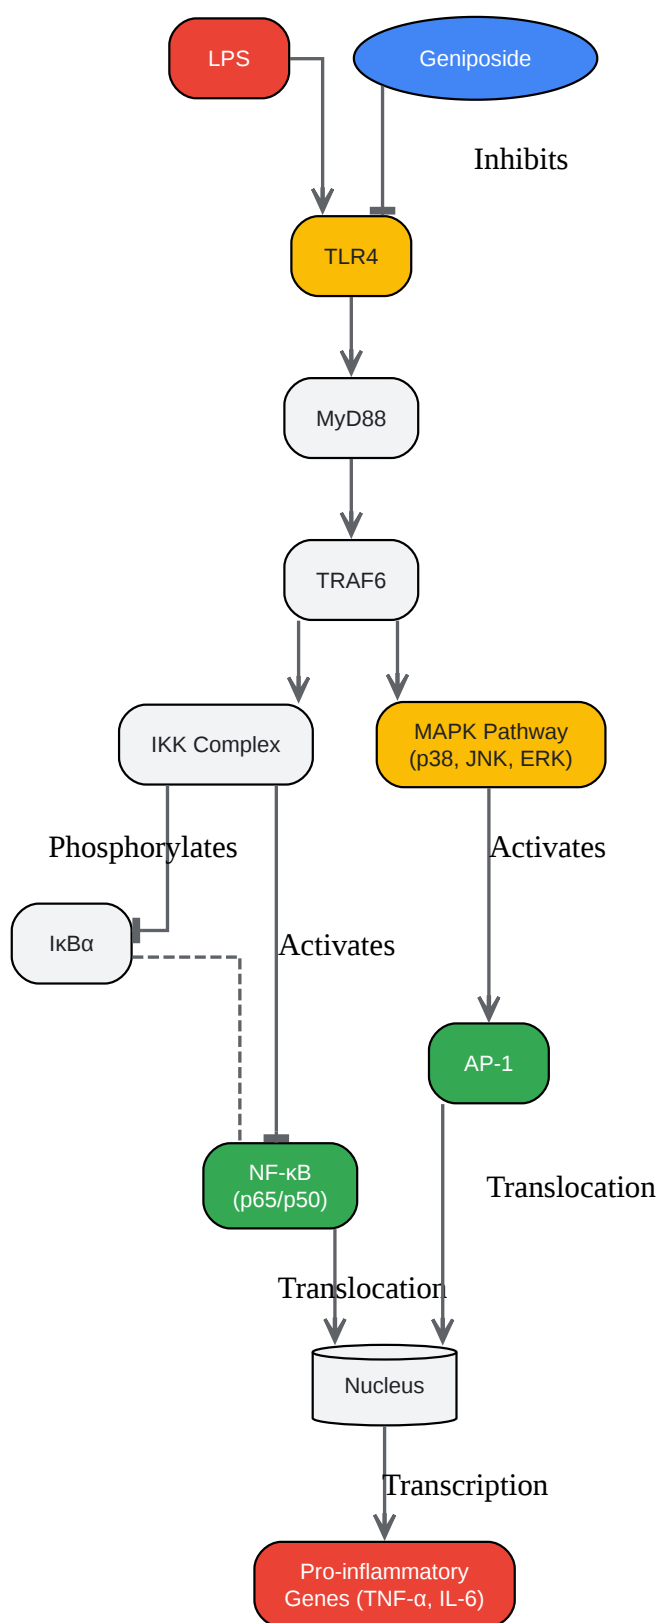 LPS
Geniposide
Inhibits
TLR4
MyD88
TRAF6
IKK Complex
MAPK Pathway
(p38, JNK, ERK)
Phosphorylates
Activates
IκBα
Activates
AP-1
NF-κB
(p65/p50)
Translocation
Translocation
Nucleus
Transcription
Pro-inflammatory
Genes (TNF-α, IL-6)